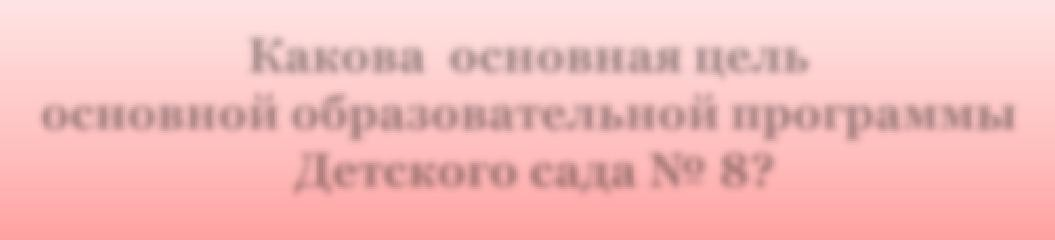 Какова основная цель
основной образовательной программы
Детского сада № 8?